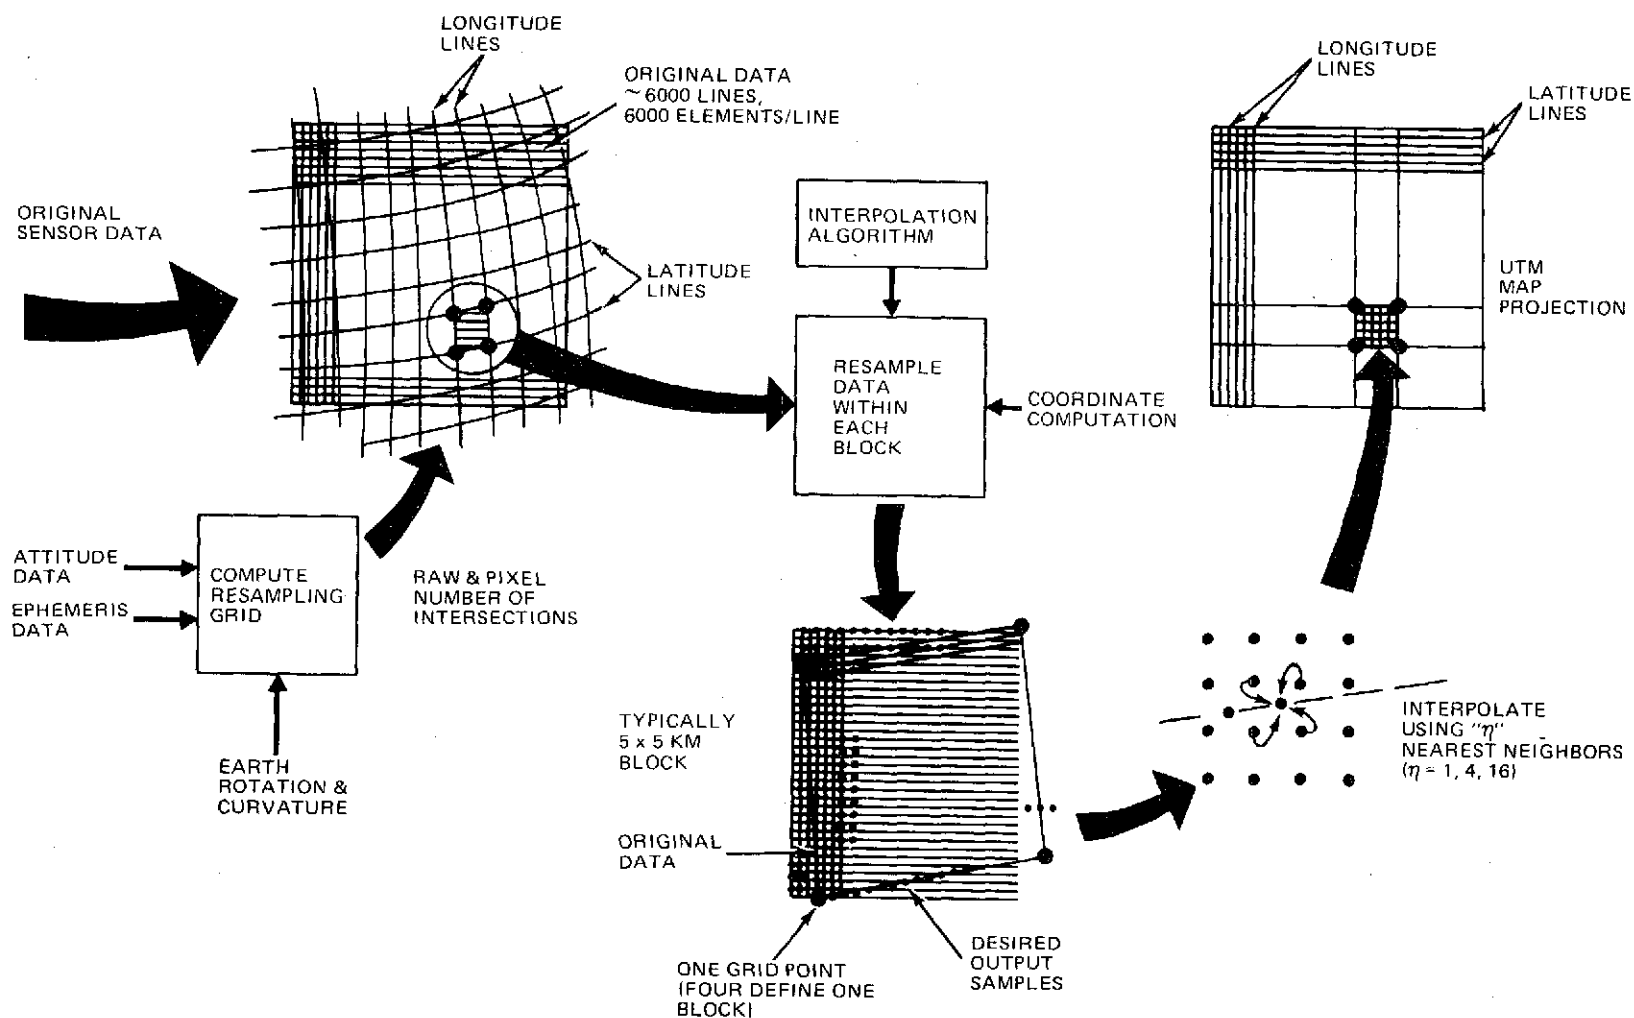 LONGITUDE
LINES
ORIGINAL DATA
~ 6000 LINES,
6000 ELEMENTS/LINE
ORIGINAL
SENSOR DATA
LATITUDE
LINES
ATTITUDE
DATA
EPHEMERIS
DATA
COMPUTE
RESAMPLING
GRID
RAW & PIXEL
NUMBER OF
INTERSECTIONS
EARTH
ROTATION &
CURVATURE
INTERPOLATION
ALGORITHM
RESAMPLE
DATA
WITHIN
EACH
BLOCK
COORDINATE
COMPUTATION
LONGITUDE
LINES
LATITUDE
LINES
UTM
MAP
PROJECTION
TYPICALLY
5 x 5 KM
BLOCK
ORIGINAL
DATA
ONE GRID POINT
(FOUR DEFINE ONE
BLOCK)
DESIRED
OUTPUT
SAMPLES
INTERPOLATE
USING "η"
NEAREST NEIGHBORS
(η = 1, 4, 16)